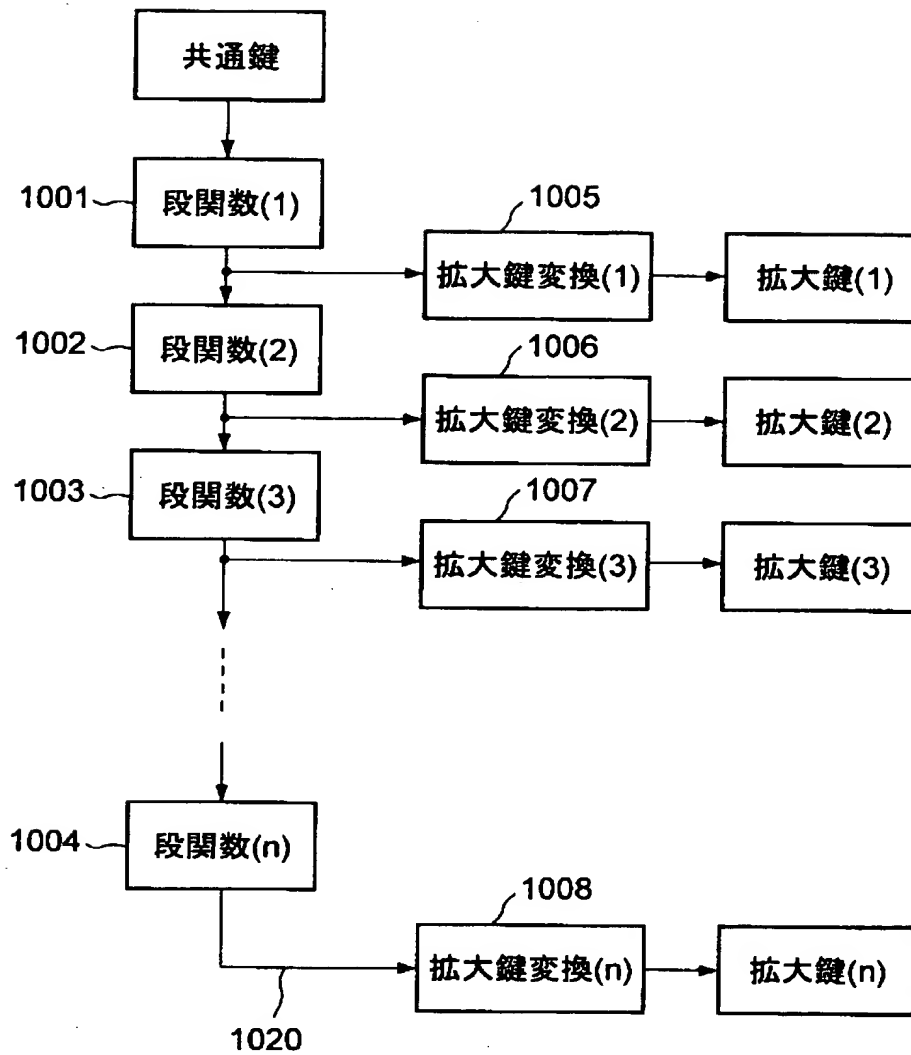 共通鍵
1001
段関数(1)
1005
拡大鍵変換(1)
拡大鍵(1)
1002
段関数(2)
1006
拡大鍵変換(2)
拡大鍵(2)
1003
段関数(3)
1007
拡大鍵変換(3)
拡大鍵(3)
1004
段関数(n)
1008
拡大鍵変換(n)
拡大鍵(n)
1020